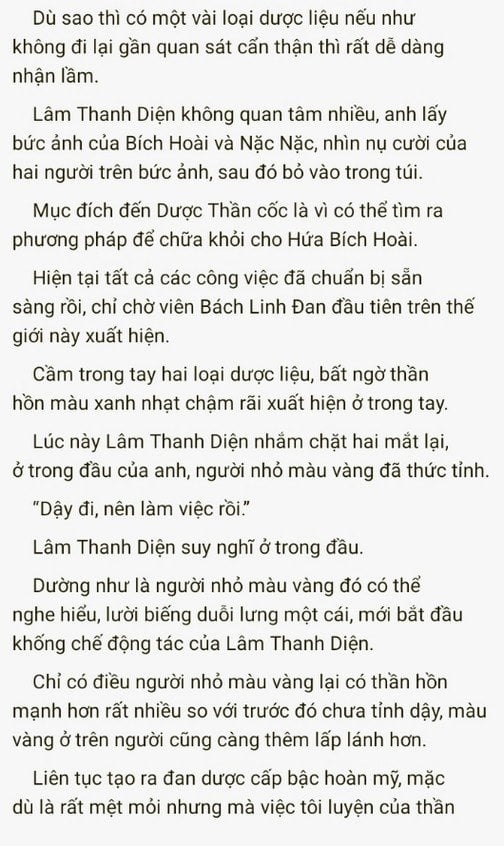 Dù sao thì có một vài loại dược liệu nếu như
không đi lại gần quan sát cẩn thận thì rất dễ dàng
nhận lầm.
Lâm Thanh Diện không quan tâm nhiều, anh lấy
bức ảnh của Bích Hoài và Nặc Nặc, nhìn nụ cười của
hai người trên bức ảnh, sau đó bỏ vào trong túi.
Mục đích đến Dược Thần cốc là vì có thể tìm ra
phương pháp để chữa khỏi cho Hứa Bích Hoài.
Hiện tại tất cả các công việc đã chuẩn bị sẵn
sàng rồi, chỉ chờ viên Bách Linh Đan đầu tiên trên thế
giới này xuất hiện.
Cầm trong tay hai loại dược liệu, bất ngờ thần
hồn màu xanh nhạt chậm rãi xuất hiện ở trong tay.
Lúc này Lâm Thanh Diện nhắm chặt hai mắt lại,
ở trong đầu của anh, người nhỏ màu vàng đã thức tỉnh.
“Dậy đi, nên làm việc rồi.”
Lâm Thanh Diện suy nghĩ ở trong đầu.
Dường như là người nhỏ màu vàng đó có thể
nghe hiểu, lười biếng duỗi lưng một cái, mới bắt đầu
khống chế động tác của Lâm Thanh Diện.
Chỉ có điều người nhỏ màu vàng lại có thần hồn
mạnh hơn rất nhiều so với trước đó chưa tỉnh dậy, màu
vàng ở trên người cũng càng thêm lấp lánh hơn.
Liên tục tạo ra đan dược cấp bậc hoàn mỹ, mặc
dù là rất mệt mỏi nhưng mà việc tôi luyện của thần